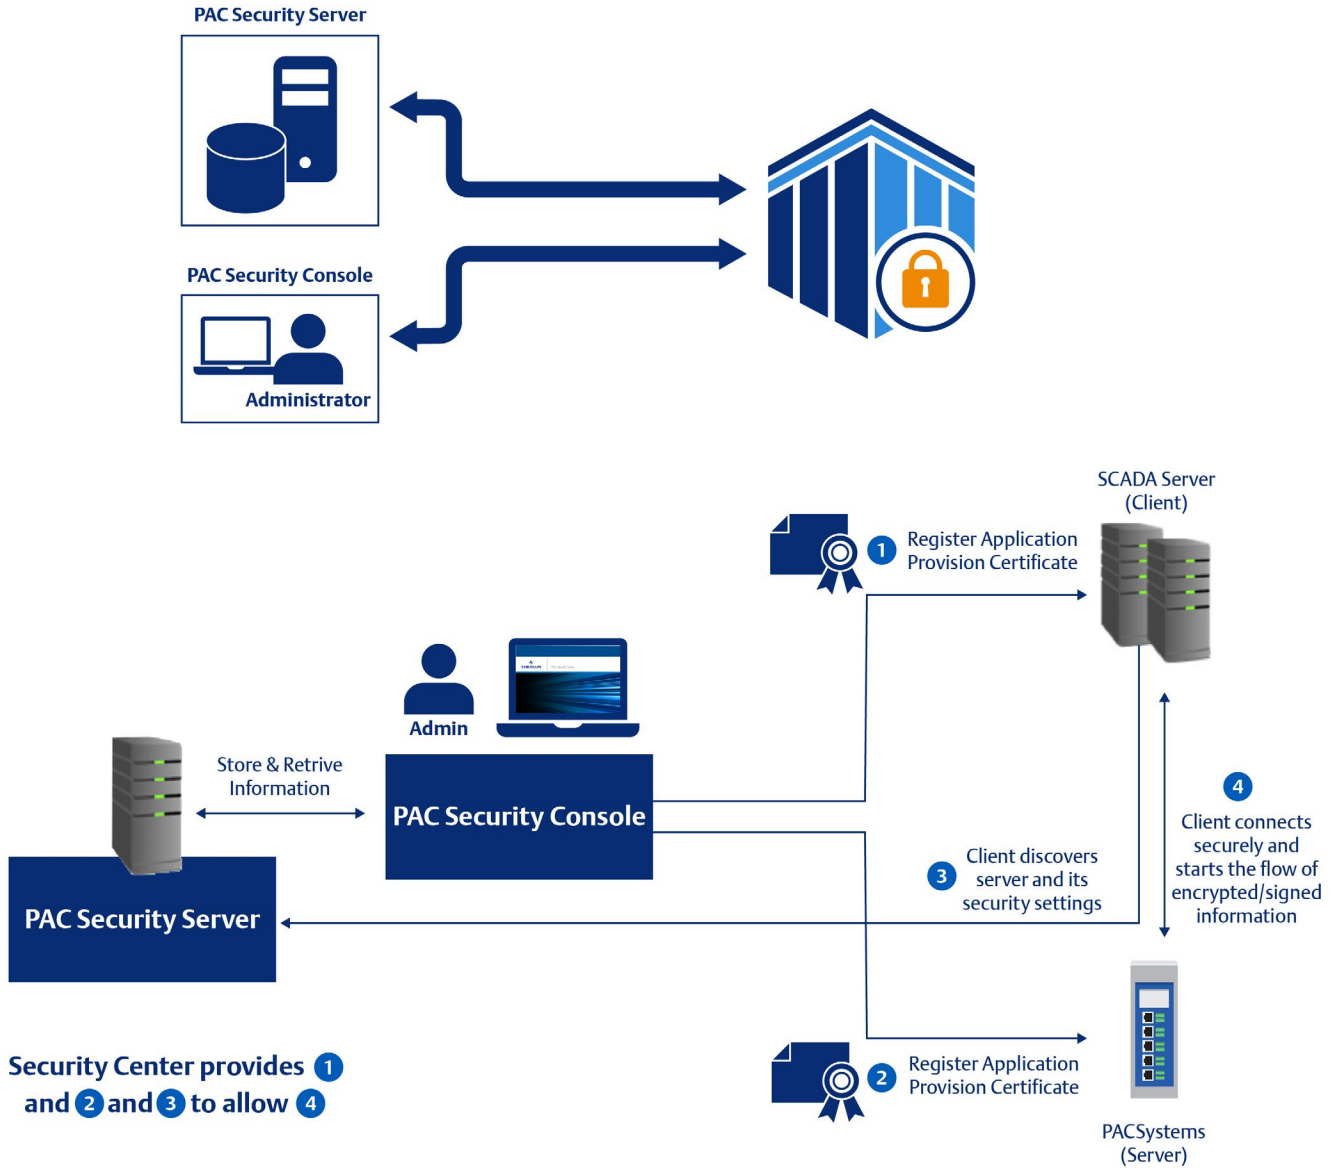 PAC Security Server
PAC Security Console
Administrator
SCADA Server
(Client)
1 Register Application
Provision Certificate
EMERSON
Admin
Store & Retrive
Information
PAC Security Console
4
Client connects
securely and
starts the flow of
encrypted/signed
information
3 Client discovers
server and its
security settings
PAC Security Server
2 Register Application
Provision Certificate
Security Center provides 1
and 2 and 3 to allow 4
PACSystems
(Server)